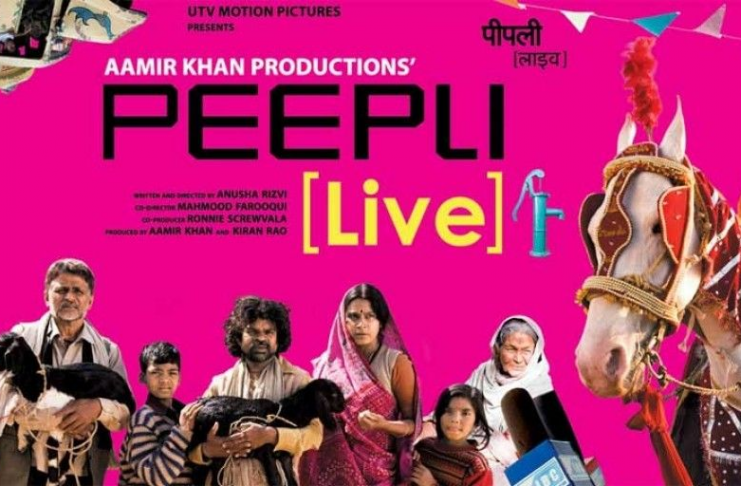 UTV MOTION PICTURES
PRESENTS
पीपली
[लाइव]
AAMIR KHAN PRODUCTIONS'
PEEPLI
[Live]
WRITTEN AND DIRECTED BY ANUSHA RIZVI
CO-DIRECTOR MAHMOOD FAROOQUI
CO-PRODUCER RONNIE SCREWVALA
PRODUCED BY AAMIR KHAN AND KIRAN RAO